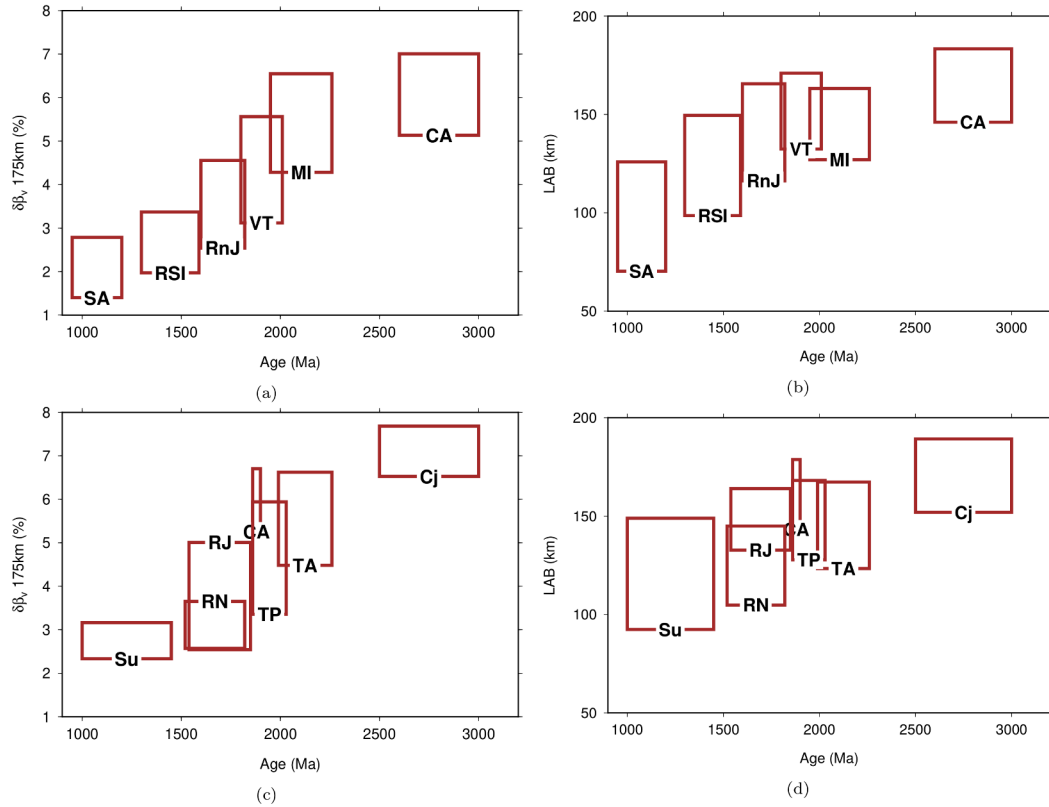 8
7
6
5
4
3
2
1
δβᵥ 175km (%)
SA
RSI
RnJ
VT
MI
CA
1000
1500
2000
2500
3000
Age (Ma)
(a)
200
150
100
50
LAB (km)
SA
RSI
RnJ
VT
MI
CA
1000
1500
2000
2500
3000
Age (Ma)
(b)
8
7
6
5
4
3
2
1
δβᵥ 175km (%)
Su
RN
RJ
CA
TP
TA
Cj
1000
1500
2000
2500
3000
Age (Ma)
(c)
200
150
100
50
LAB (km)
Su
RN
RJ
CA
TP
TA
Cj
1000
1500
2000
2500
3000
Age (Ma)
(d)